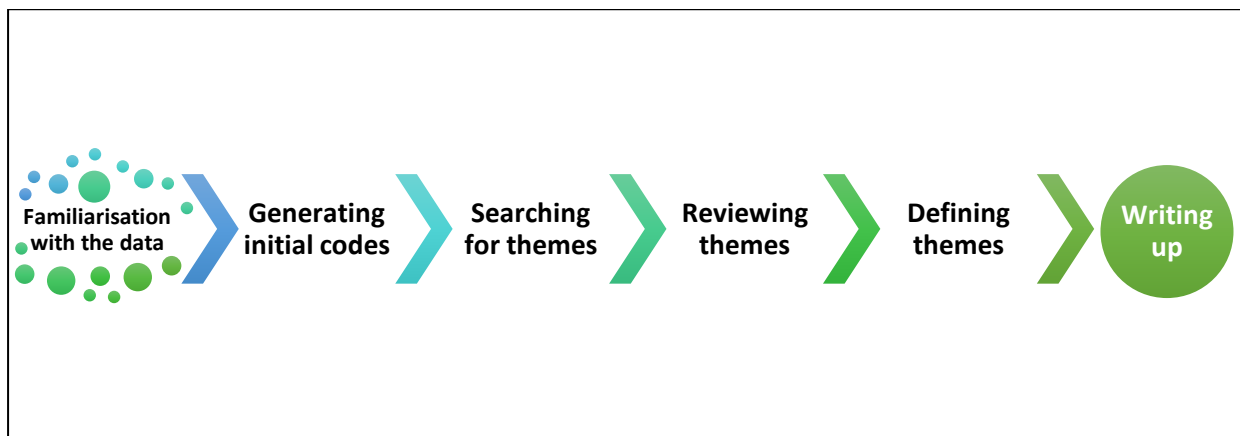 Familiarisation
with the data
Generating
initial codes
Searching
for themes
Reviewing
themes
Defining
themes
Writing
up